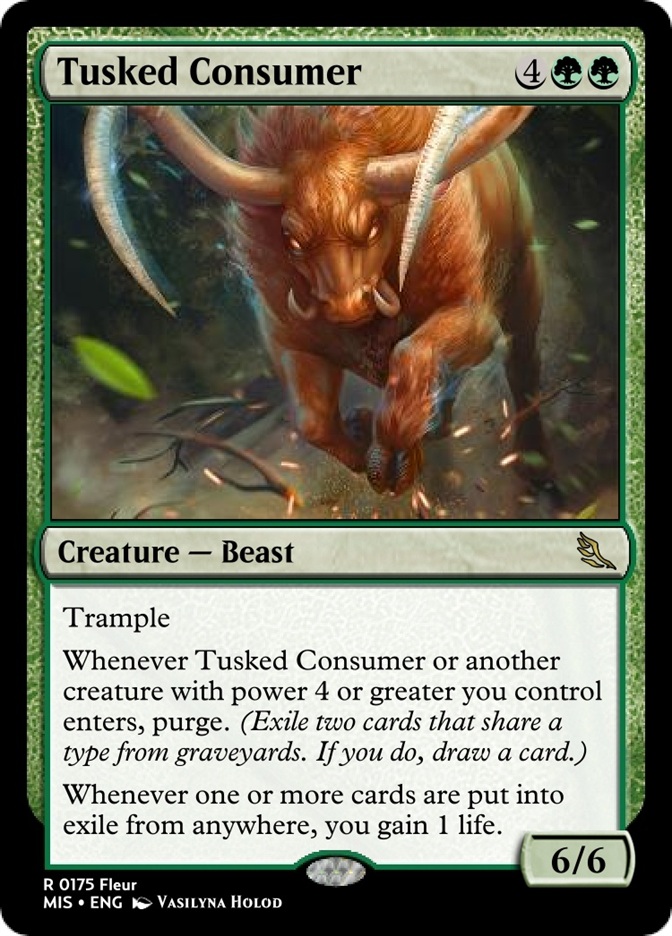 Tusked Consumer 4
Creature — Beast
Trample
Whenever Tusked Consumer or another
creature with power 4 or greater you control
enters, purge. (Exile two cards that share a
type from graveyards. If you do, draw a card.)
Whenever one or more cards are put into
exile from anywhere, you gain 1 life.
6/6
R 0175 Fleur
MIS • ENG VASILYNA HOLOD